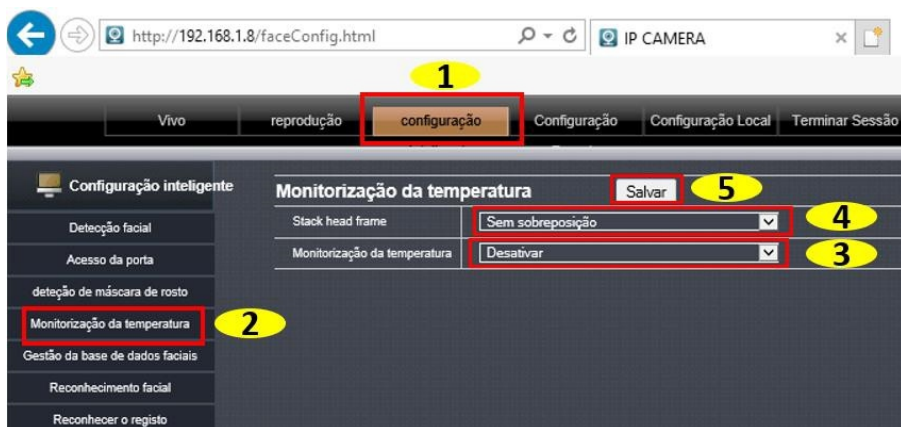 http://192.168.1.8/faceConfig.html
IP CAMERA
1
Vivo reprodução configuração Configuração Configuração Local Terminar Sessão
Configuração inteligente
Monitorização da temperatura Salvar 5
Detecção facial
Stack head frame Sem sobreposição 4
Acesso da porta
Monitorização da temperatura Desativar 3
deteção de máscara de rosto
Monitorização da temperatura 2
Gestão da base de dados faciais
Reconhecimento facial
Reconhecer o registo